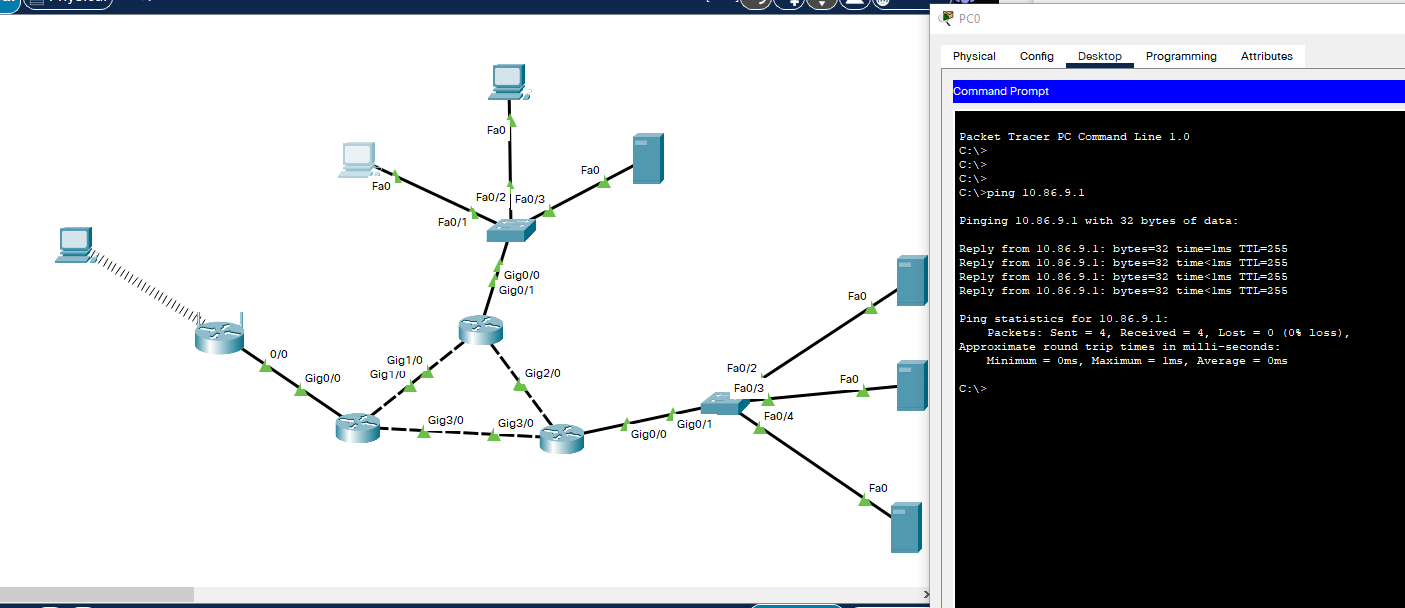 PC0
Physical Config Desktop Programming Attributes
Command Prompt
Packet Tracer PC Command Line 1.0
C:\>
C:\>
C:\>
C:\>ping 10.86.9.1
Pinging 10.86.9.1 with 32 bytes of data:
Reply from 10.86.9.1: bytes=32 time=1ms TTL=255
Reply from 10.86.9.1: bytes=32 time<1ms TTL=255
Reply from 10.86.9.1: bytes=32 time<1ms TTL=255
Reply from 10.86.9.1: bytes=32 time<1ms TTL=255
Ping statistics for 10.86.9.1:
Packets: Sent = 4, Received = 4, Lost = 0 (0% loss),
Approximate round trip times in milli-seconds:
Minimum = 0ms, Maximum = 1ms, Average = 0ms
C:\>
Fa0
Fa0
Fa0
Fa0/2
Fa0/3
Fa0/1
Gig0/0
Gig0/1
0/0
Gig0/0
Gig1/0
Gig1/0
Gig2/0
Gig3/0
Gig3/0
Gig0/0
Gig0/1
Fa0/2
Fa0/3
Fa0/4
Fa0
Fa0
Fa0